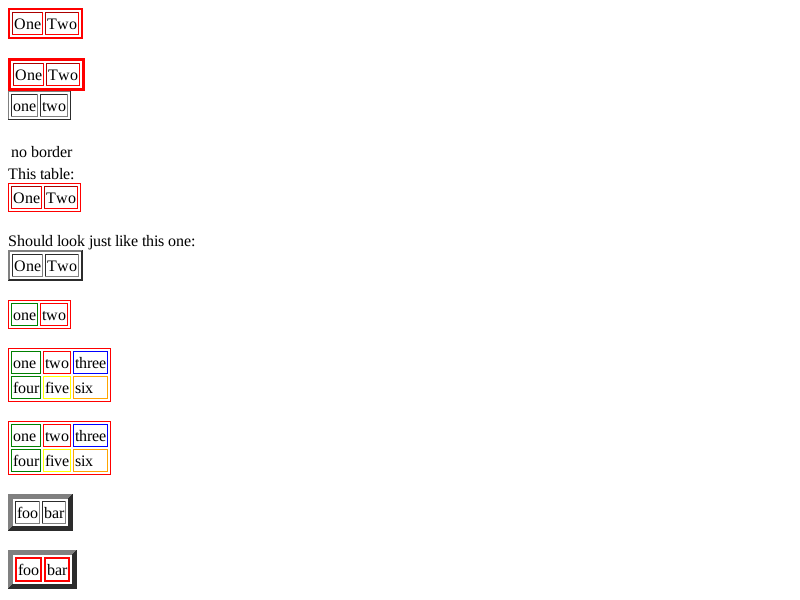 One Two
One Two
one two
no border
This table:
One Two
Should look just like this one:
One Two
one two
one two three
four five six
one two three
four five six
foo bar
foo bar